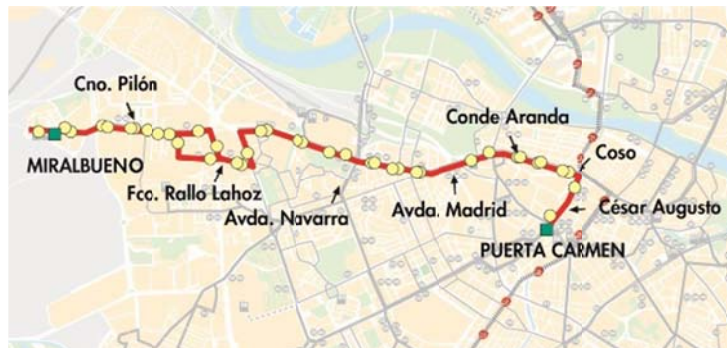 Cno. Pilón
Conde Aranda
MIRALBUENO
Coso
Fco. Rallo Lahoz
Avda. Navarra
Avda. Madrid
César Augusto
PUERTA CARMEN